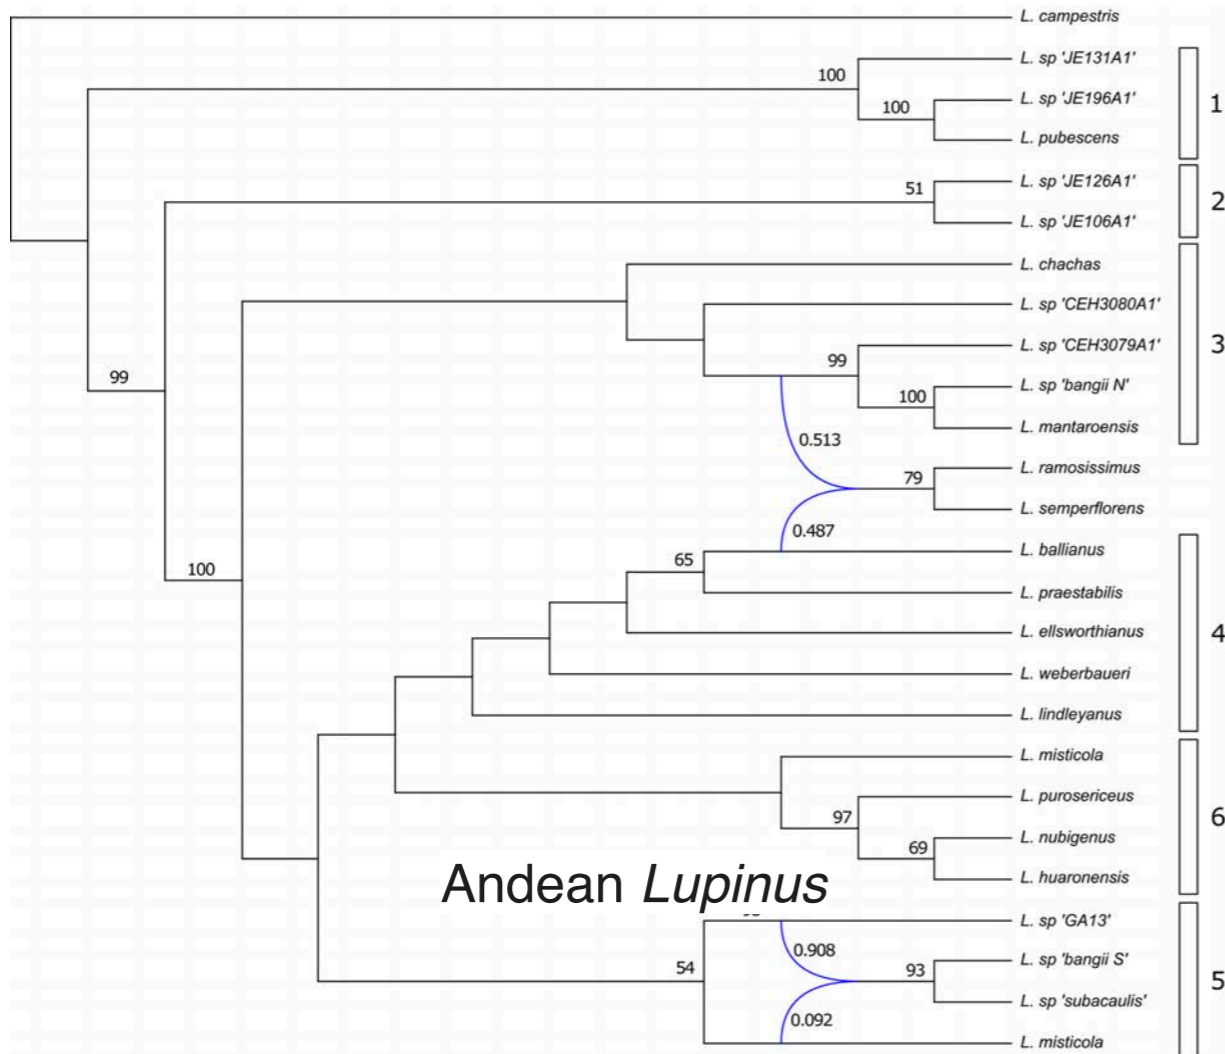 L. campestris
L. sp 'JE131A1'
100
L. sp 'JE196A1'
100
1
L. pubescens
L. sp 'JE126A1'
51
2
L. sp 'JE106A1'
L. chachas
L. sp 'CEH3080A1'
L. sp 'CEH3079A1'
3
99
99
L. sp 'bangii N'
100
L. mantaroensis
0.513
L. ramosissimus
79
L. semperflorens
0.487
L. ballianus
65
100
L. praestabilis
L. ellsworthianus
4
L. weberbaueri
L. lindleyanus
L. misticola
L. purosericeus
97
6
L. nubigenus
69
L. huaronensis
Andean Lupinus
L. sp 'GA13'
0.908
L. sp 'bangii S'
54
93
5
L. sp 'subacaulis'
0.092
L. misticola